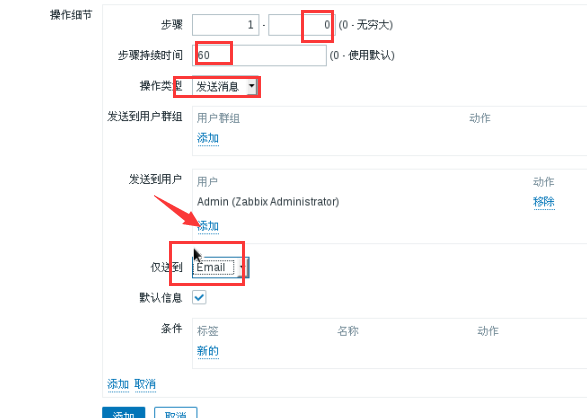 操作细节
步骤 1 - 0 (0 - 无穷大)
步骤持续时间 60 (0 - 使用默认)
操作类型 发送消息
发送到用户群组 用户群组 动作
添加
发送到用户 用户 动作
Admin (Zabbix Administrator) 移除
添加
仅送到 Email
默认信息
条件 标签 名称 动作
新的
添加 取消
添加 取消